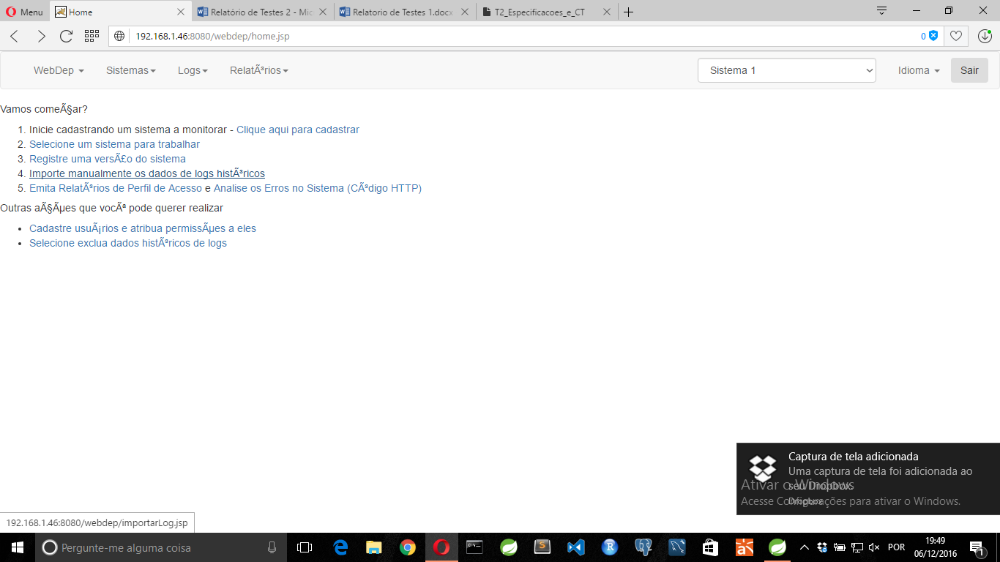 Menu
Home
Relatório de Testes 2 - Mic
Relatorio de Testes 1.docx
T2_Especificacoes_e_CT
192.168.1.46:8080/webdep/home.jsp
0
WebDep
Sistemas
Logs
RelatÃ³rios
Sistema 1
Idioma
Sair
Vamos comeÃ§ar?
1. Inicie cadastrando um sistema a monitorar - Clique aqui para cadastrar
2. Selecione um sistema para trabalhar
3. Registre uma versÃ£o do sistema
4. Importe manualmente os dados de logs histÃ³ricos
5. Emita RelatÃ³rios de Perfil de Acesso e Analise os Erros no Sistema (CÃ³digo HTTP)
Outras aÃ§Ãµes que vocÃª pode querer realizar
• Cadastre usuÃ¡rios e atribua permissÃµes a eles
• Selecione exclua dados histÃ³ricos de logs
Captura de tela adicionada
Uma captura de tela foi adicionada ao
seu Dropbox.
Dropbox
Ativar o Windows
Acesse Configurações para ativar o Windows.
192.168.1.46:8080/webdep/importarLog.jsp
Pergunte-me alguma coisa
POR
19:49
06/12/2016
1